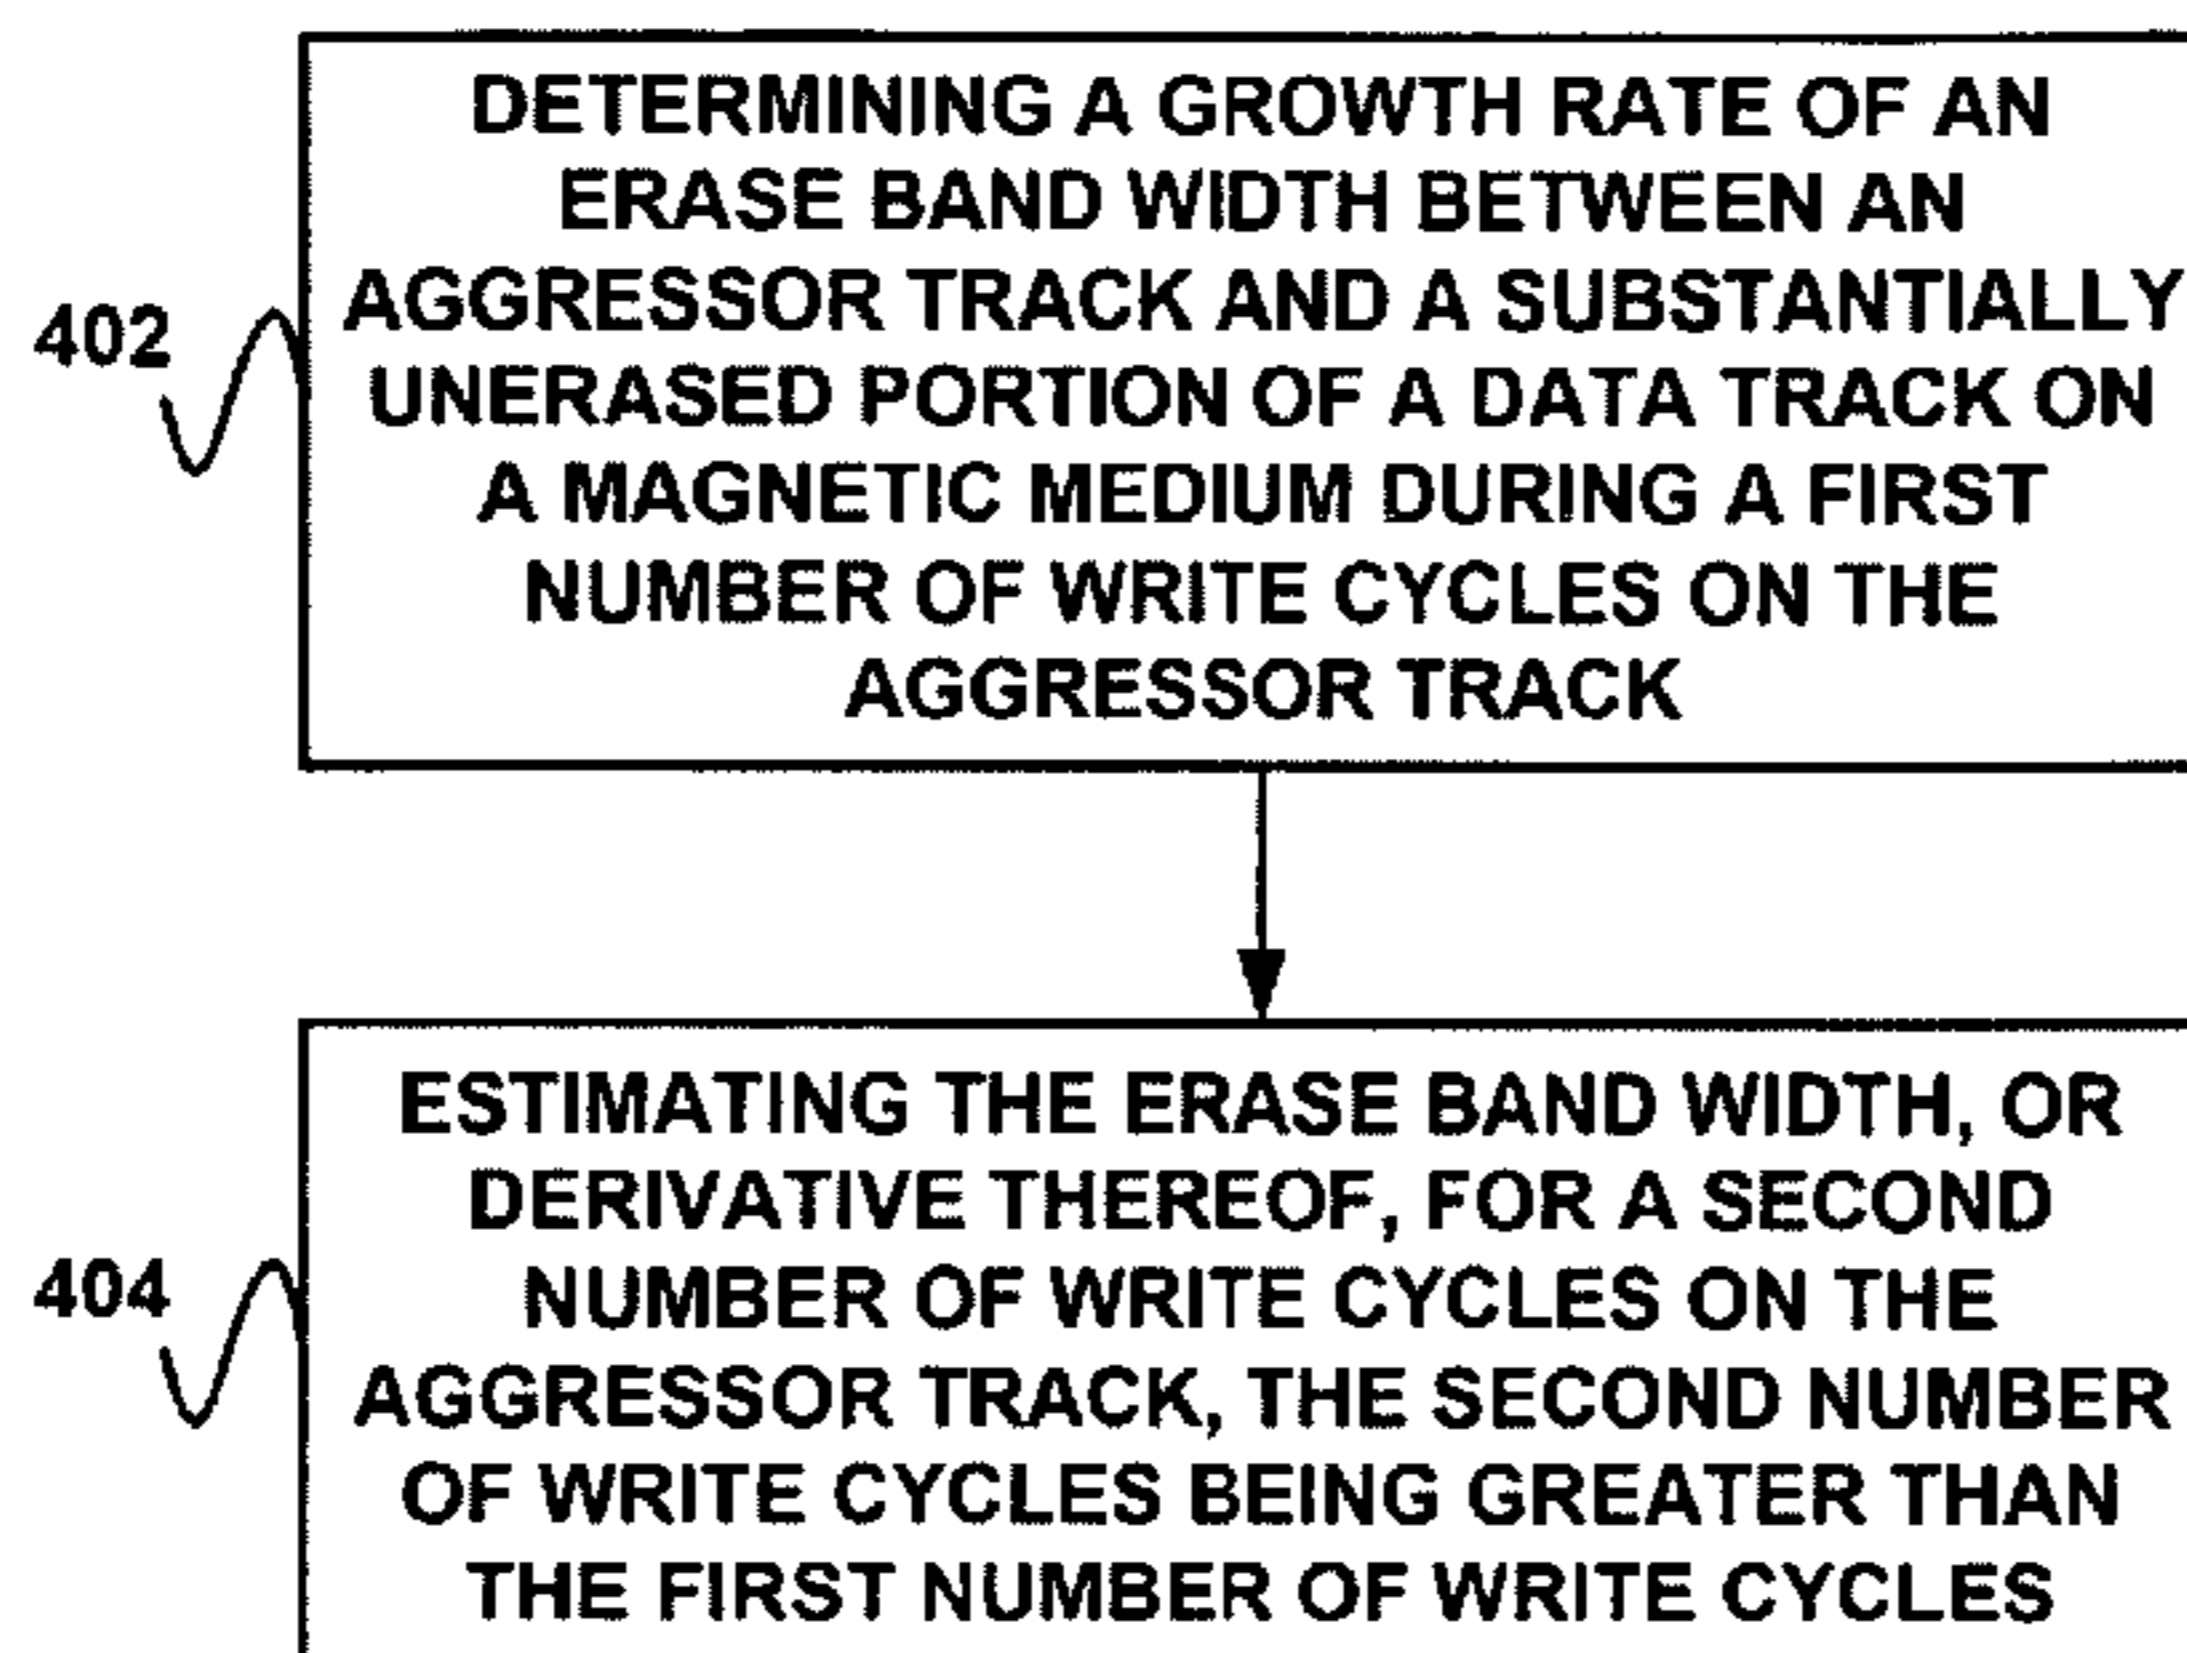 DETERMINING A GROWTH RATE OF AN
ERASE BAND WIDTH BETWEEN AN
AGGRESSOR TRACK AND A SUBSTANTIALLY
402
UNERASED PORTION OF A DATA TRACK ON
A MAGNETIC MEDIUM DURING A FIRST
NUMBER OF WRITE CYCLES ON THE
AGGRESSOR TRACK
ESTIMATING THE ERASE BAND WIDTH, OR
DERIVATIVE THEREOF, FOR A SECOND
404
NUMBER OF WRITE CYCLES ON THE
AGGRESSOR TRACK, THE SECOND NUMBER
OF WRITE CYCLES BEING GREATER THAN
THE FIRST NUMBER OF WRITE CYCLES